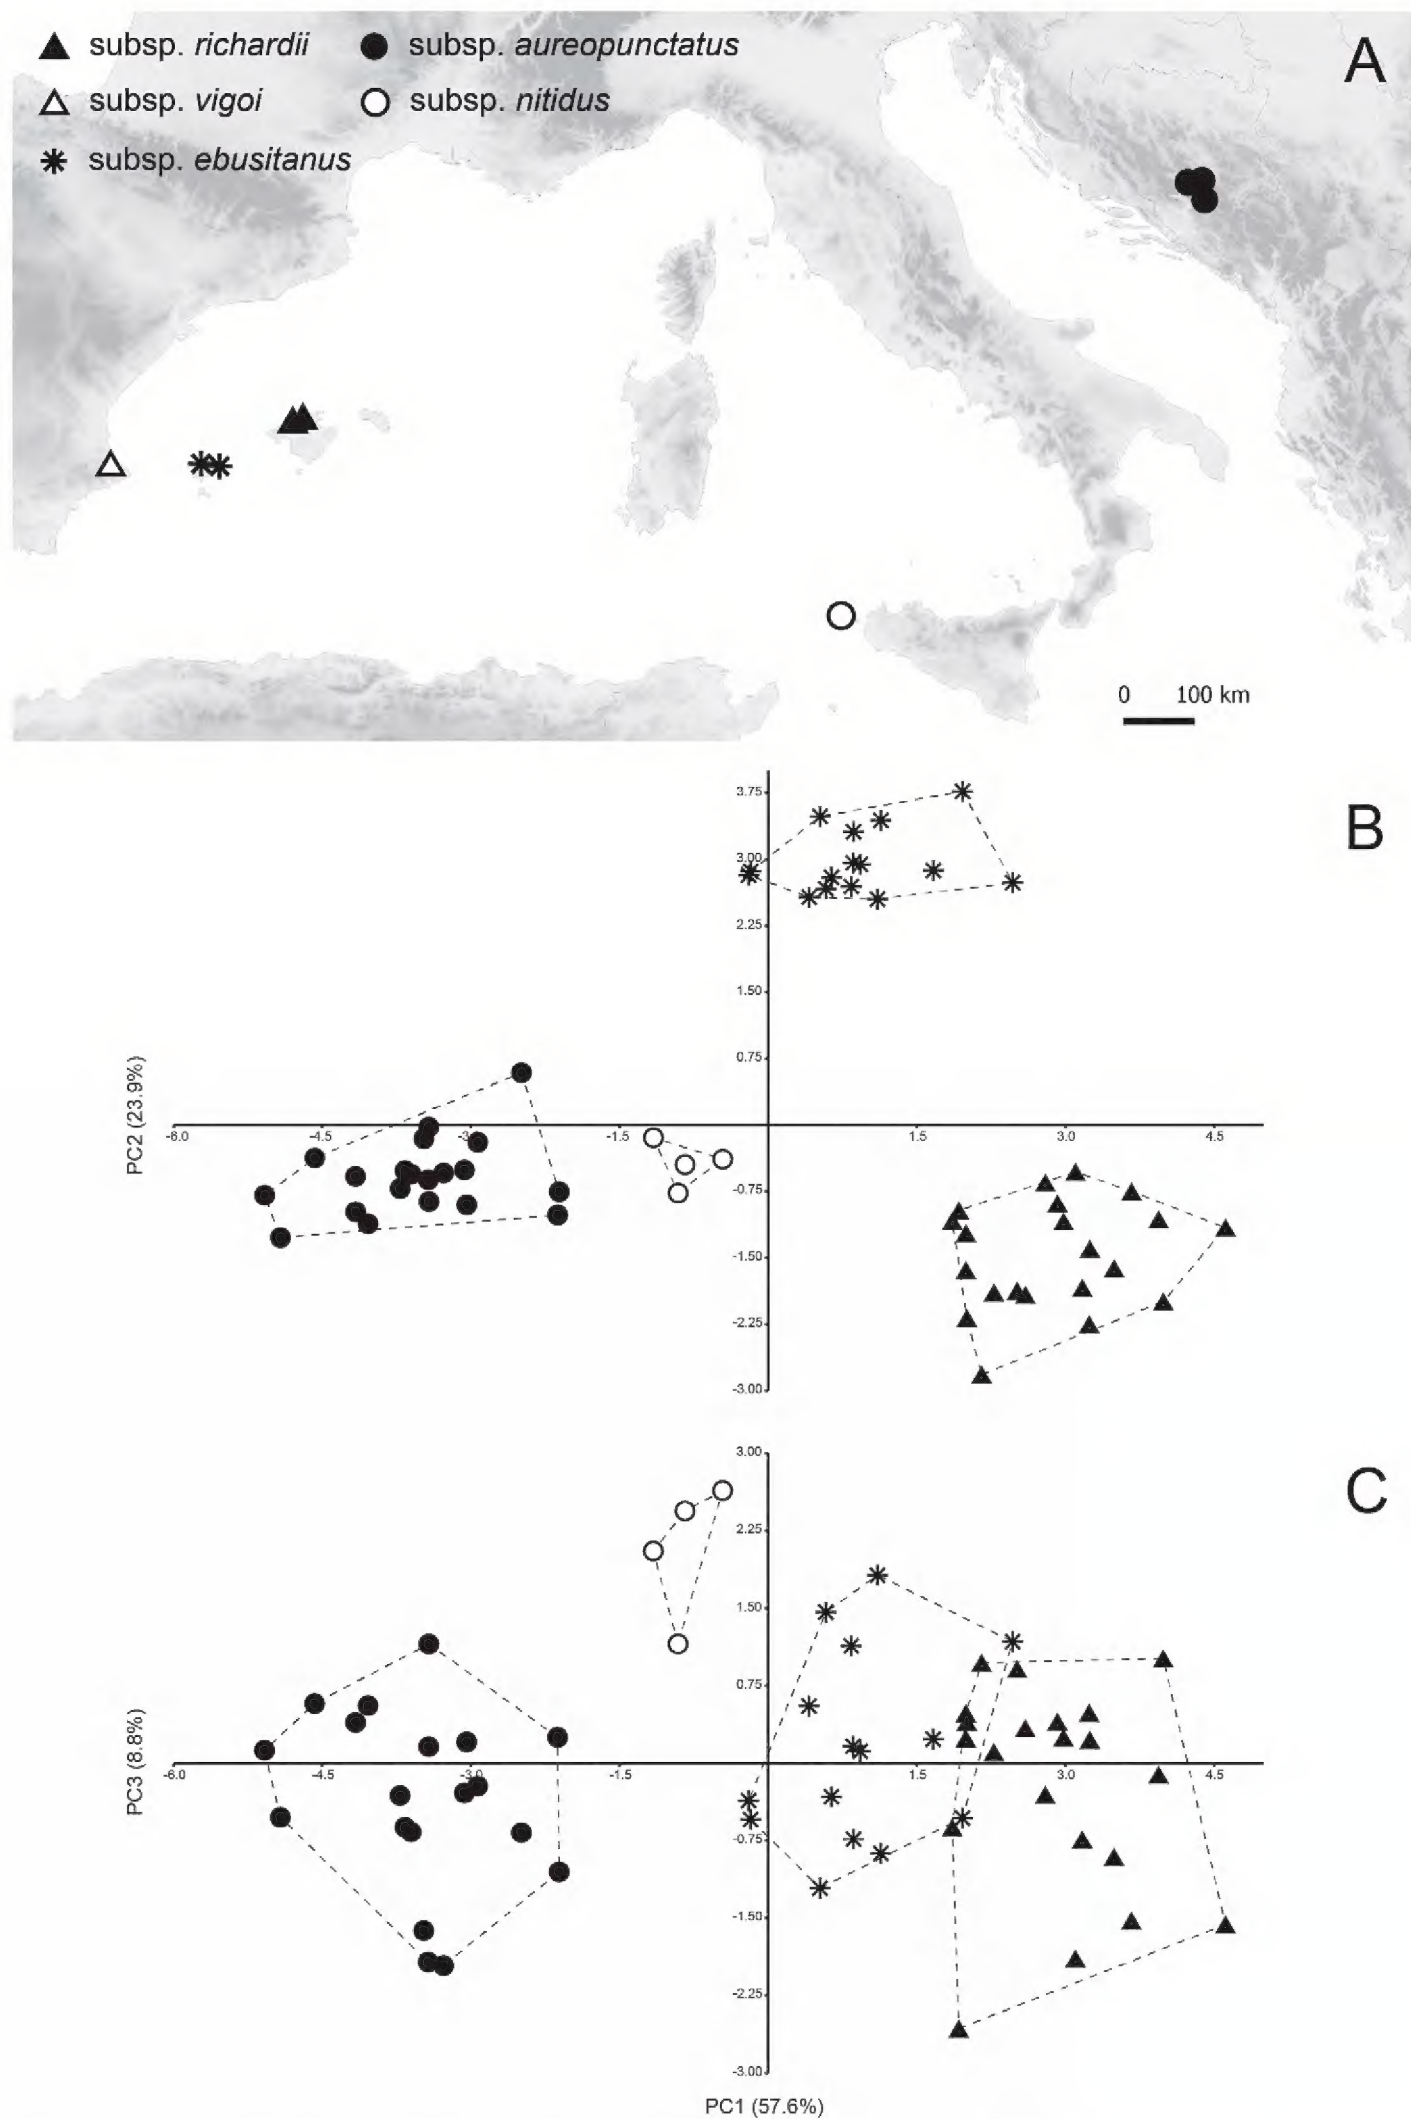 subsp. richardii
subsp. aureopunctatus
A
subsp. vigoi
subsp. nitidus
subsp. ebusitanus
0 100 km
B
3.75
3.00
2.25
1.50
0.75
PC2 (23.9%)
-6.0 -4.5 -3.0 -1.5 1.5 3.0 4.5
-0.75
-1.50
-2.25
-3.00
C
3.00
2.25
1.50
0.75
PC3 (8.8%)
-6.0 -4.5 -3.0 -1.5 1.5 3.0 4.5
-0.75
-1.50
-2.25
-3.00
PC1 (57.6%)